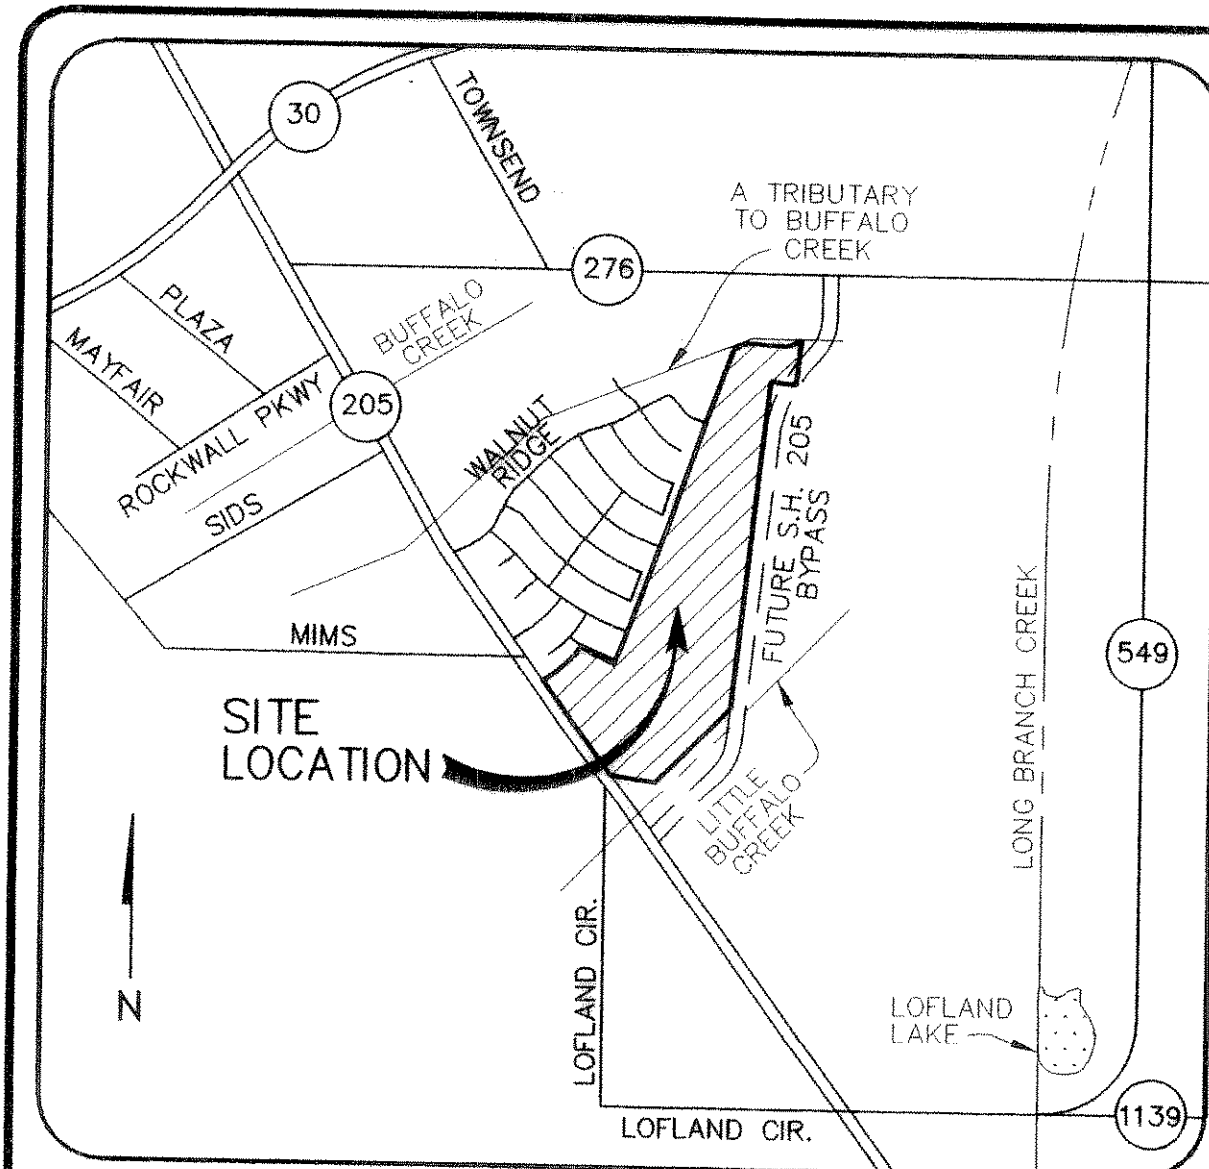 30
TOWNSEND
A TRIBUTARY
TO BUFFALO
CREEK
276
PLAZA
BUFFALO
CREEK
MAYFAIR
205
ROCKWALL PKWY
WALNUT
RIDGE
SIDS
FUTURE S.H. 205
BYPASS
MIMS
LONG BRANCH CREEK
549
SITE
LOCATION
LITTLE
BUFFALO
CREEK
N
LOFLAND CIR.
LOFLAND
LAKE
1139
LOFLAND CIR.